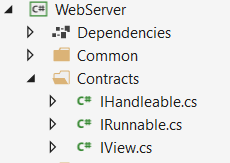 C# WebServer
Dependencies
Common
Contracts
C# IHandleable.cs
C# IRunnable.cs
C# IView.cs